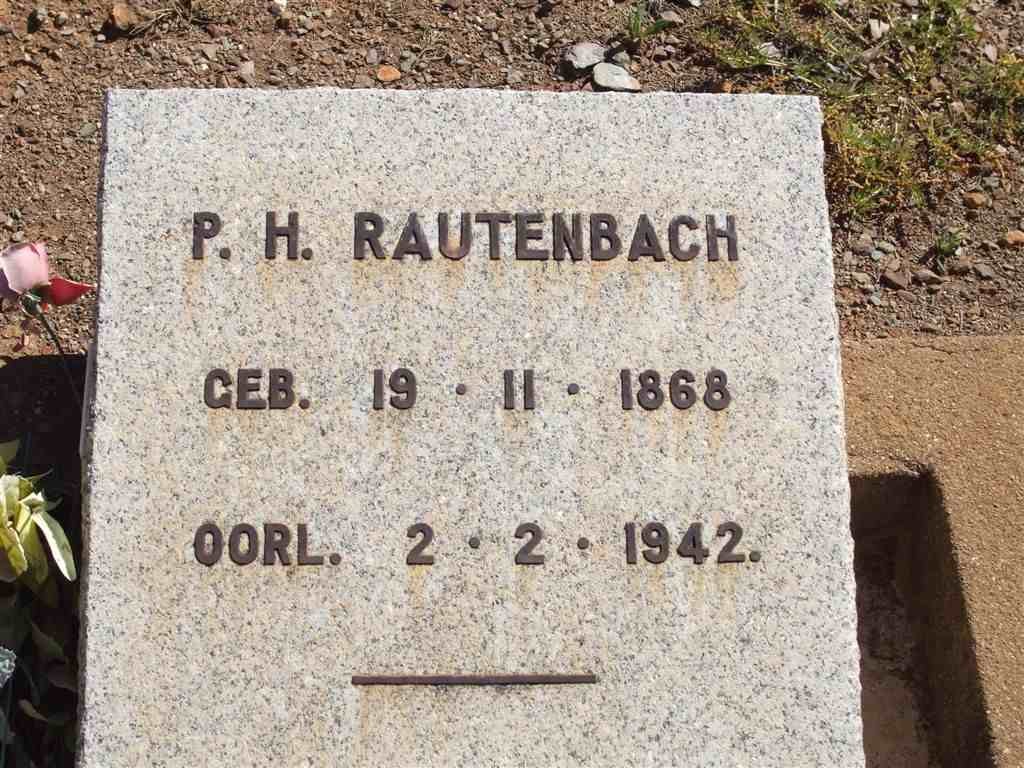 P. H. RAUTENBACH
GEB. 19 · 11 · 1868
OORL. 2 · 2 · 1942.